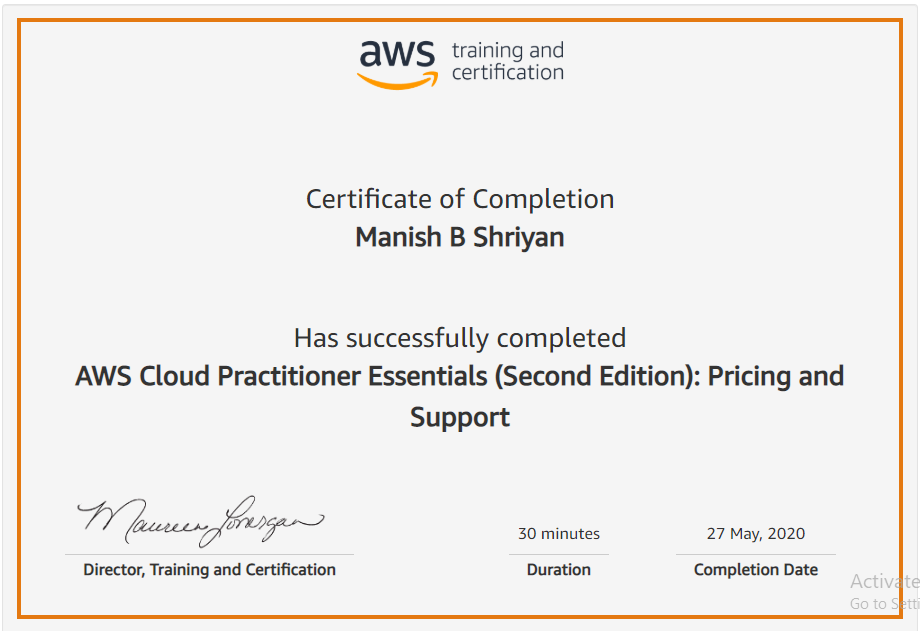 aws training and
certification
Certificate of Completion
Manish B Shriyan
Has successfully completed
AWS Cloud Practitioner Essentials (Second Edition): Pricing and
Support
Maureen Lonergan
30 minutes
27 May, 2020
Director, Training and Certification
Duration
Completion Date
Activate
Go to Setti